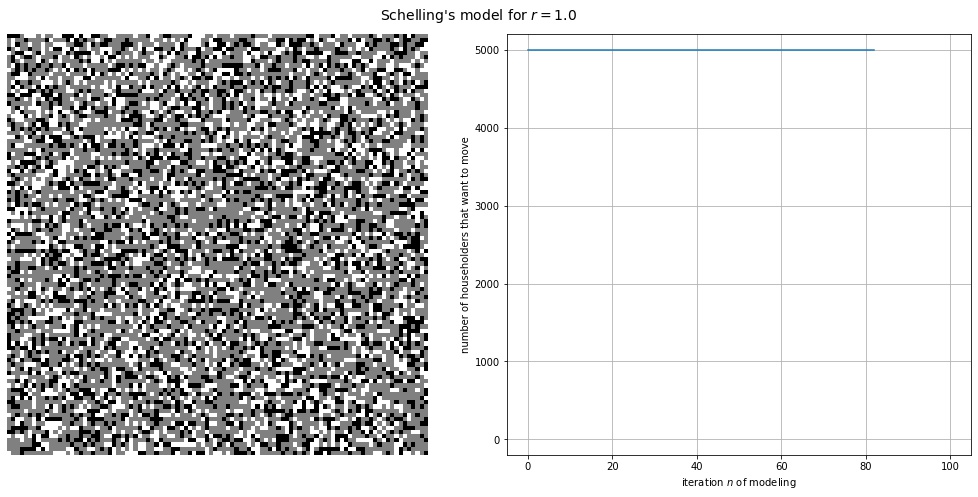 Schelling's model for r = 1.0
number of householders that want to move
5000
4000
3000
2000
1000
0
0 20 40 60 80 100
iteration n of modeling